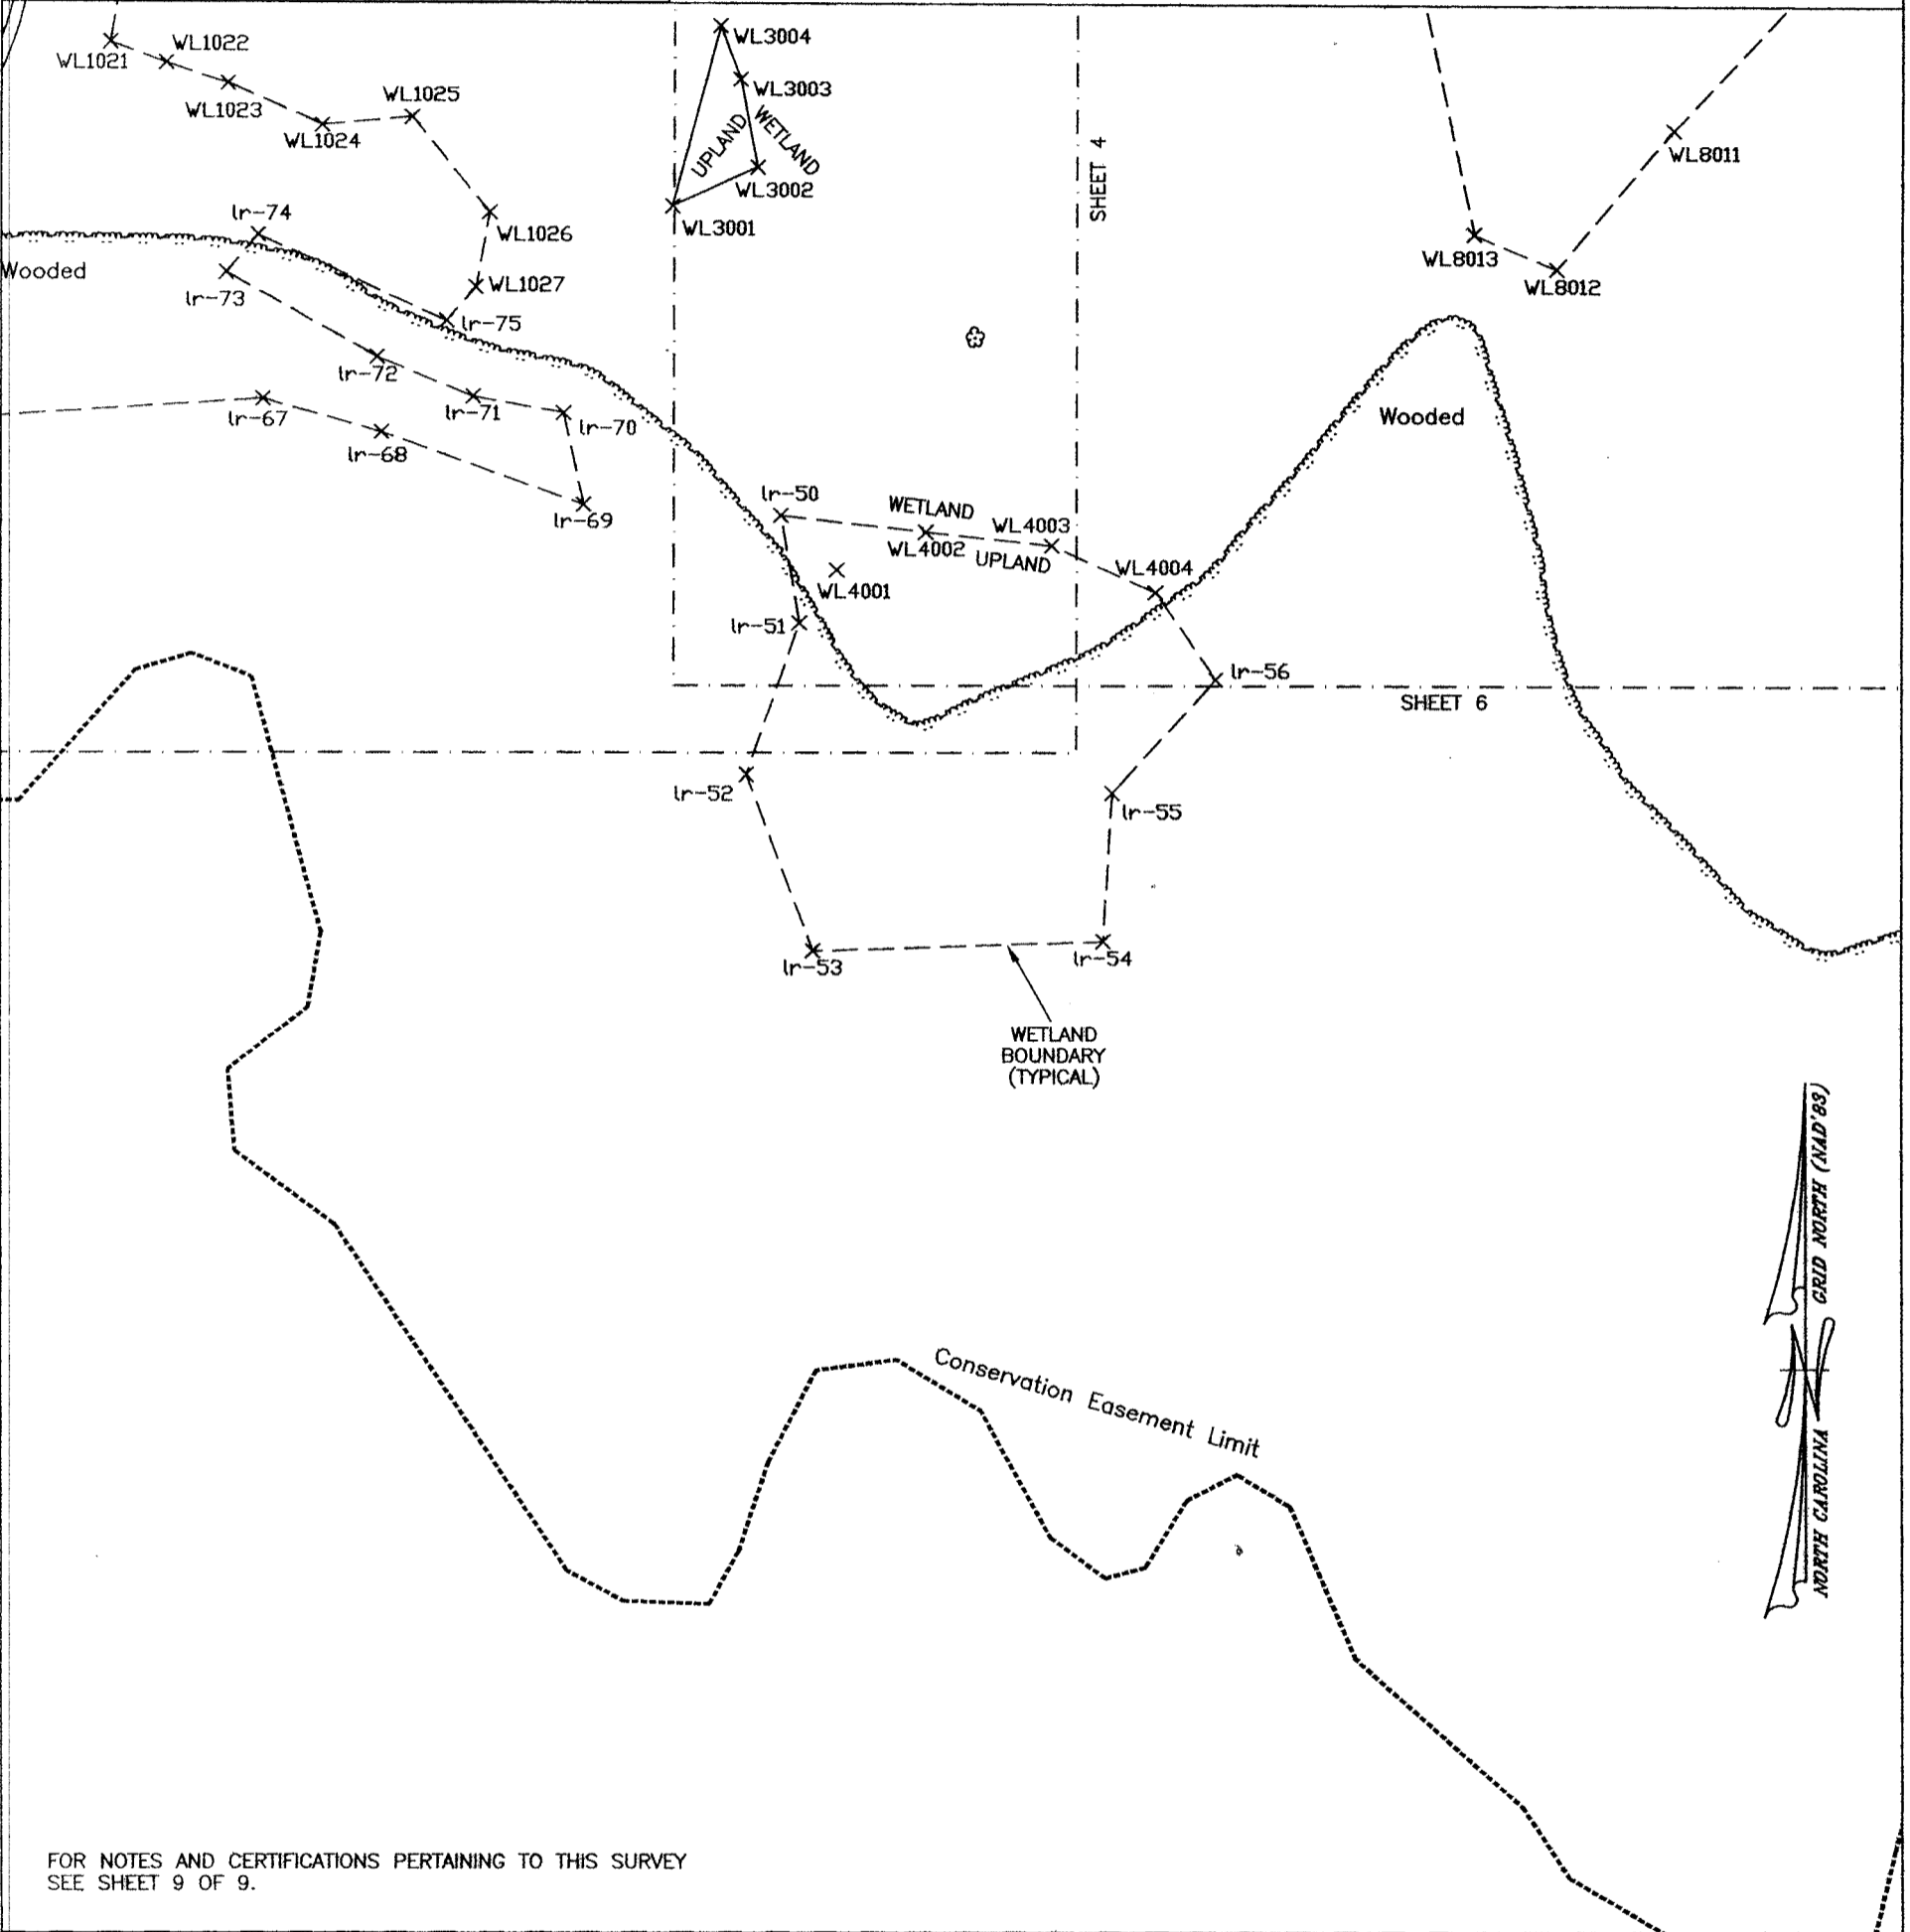 WL1021
WL1022
WL1023
WL1024
WL1025
WL1026
WL1027
WL3004
WL3003
UPLAND
WETLAND
WL3002
WL3001
SHEET 4
WL8011
WL8013
WL8012
lr-74
Wooded
lr-73
lr-75
lr-72
lr-71
lr-70
lr-67
lr-68
lr-69
Wooded
lr-50
WETLAND
WL4003
WL4002
UPLAND
WL4001
WL4004
lr-51
lr-56
SHEET 6
lr-52
lr-55
lr-53
lr-54
WETLAND
BOUNDARY
(TYPICAL)
NORTH CAROLINA GRID NORTH (NAD'83)
Conservation Easement Limit
FOR NOTES AND CERTIFICATIONS PERTAINING TO THIS SURVEY
SEE SHEET 9 OF 9.